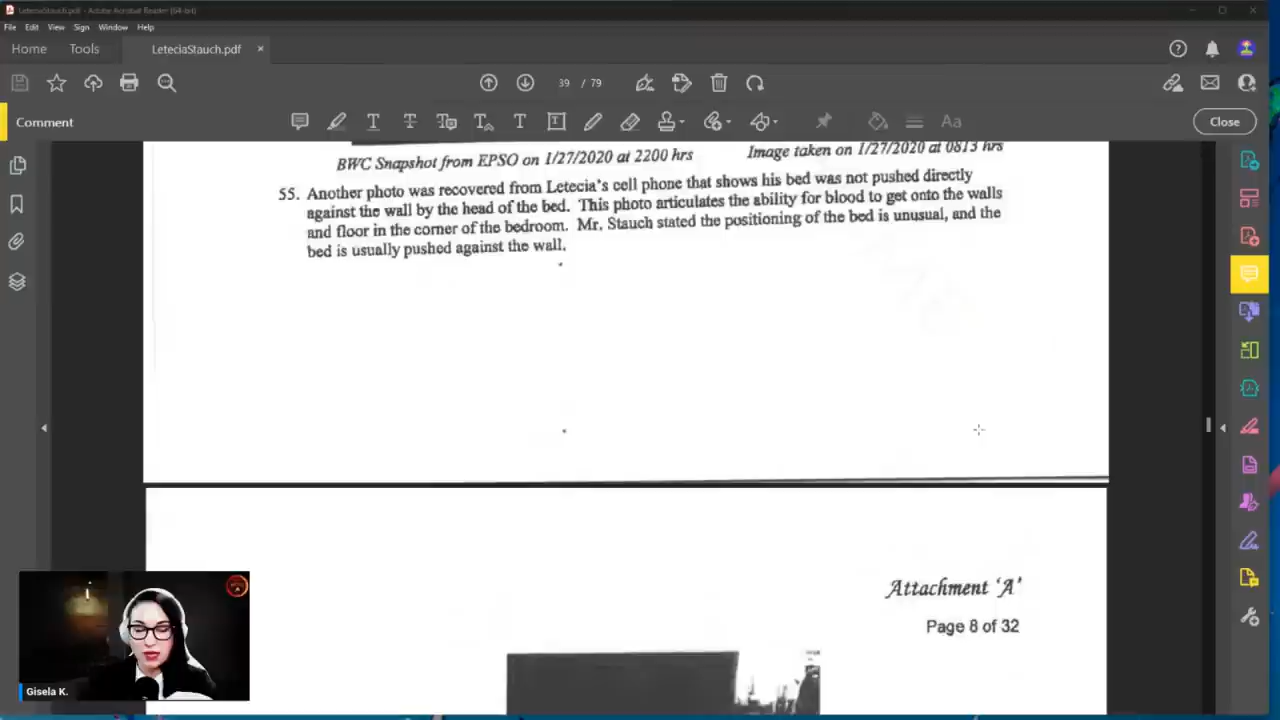 LeteciaStauch.pdf - Adobe Acrobat Reader (64-bit)
File Edit View Sign Window Help
Home Tools LeteciaStauch.pdf
39 / 79
Comment
Close
BWC Snapshot from EPSO on 1/27/2020 at 2200 hrs Image taken on 1/27/2020 at 0813 hrs
55. Another photo was recovered from Letecia's cell phone that shows his bed was not pushed directly
against the wall by the head of the bed. This photo articulates the ability for blood to get onto the walls
and floor in the corner of the bedroom. Mr. Stauch stated the positioning of the bed is unusual, and the
bed is usually pushed against the wall.
Attachment 'A'
Page 8 of 32
Gisela K.